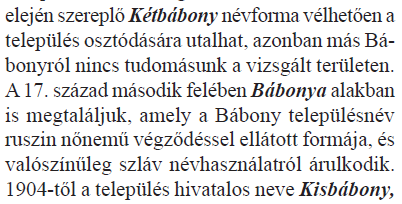 elején szereplő Kétbábony névforma vélhetően a
település osztódására utalhat, azonban más Bá-
bonyról nincs tudomásunk a vizsgált területen.
A 17. század második felében Bábonya alakban
is megtaláljuk, amely a Bábony településnév
ruszin nőnemű végződéssel ellátott formája, és
valószínűleg szláv névhasználatról árulkodik.
1904-től a település hivatalos neve Kisbábony,